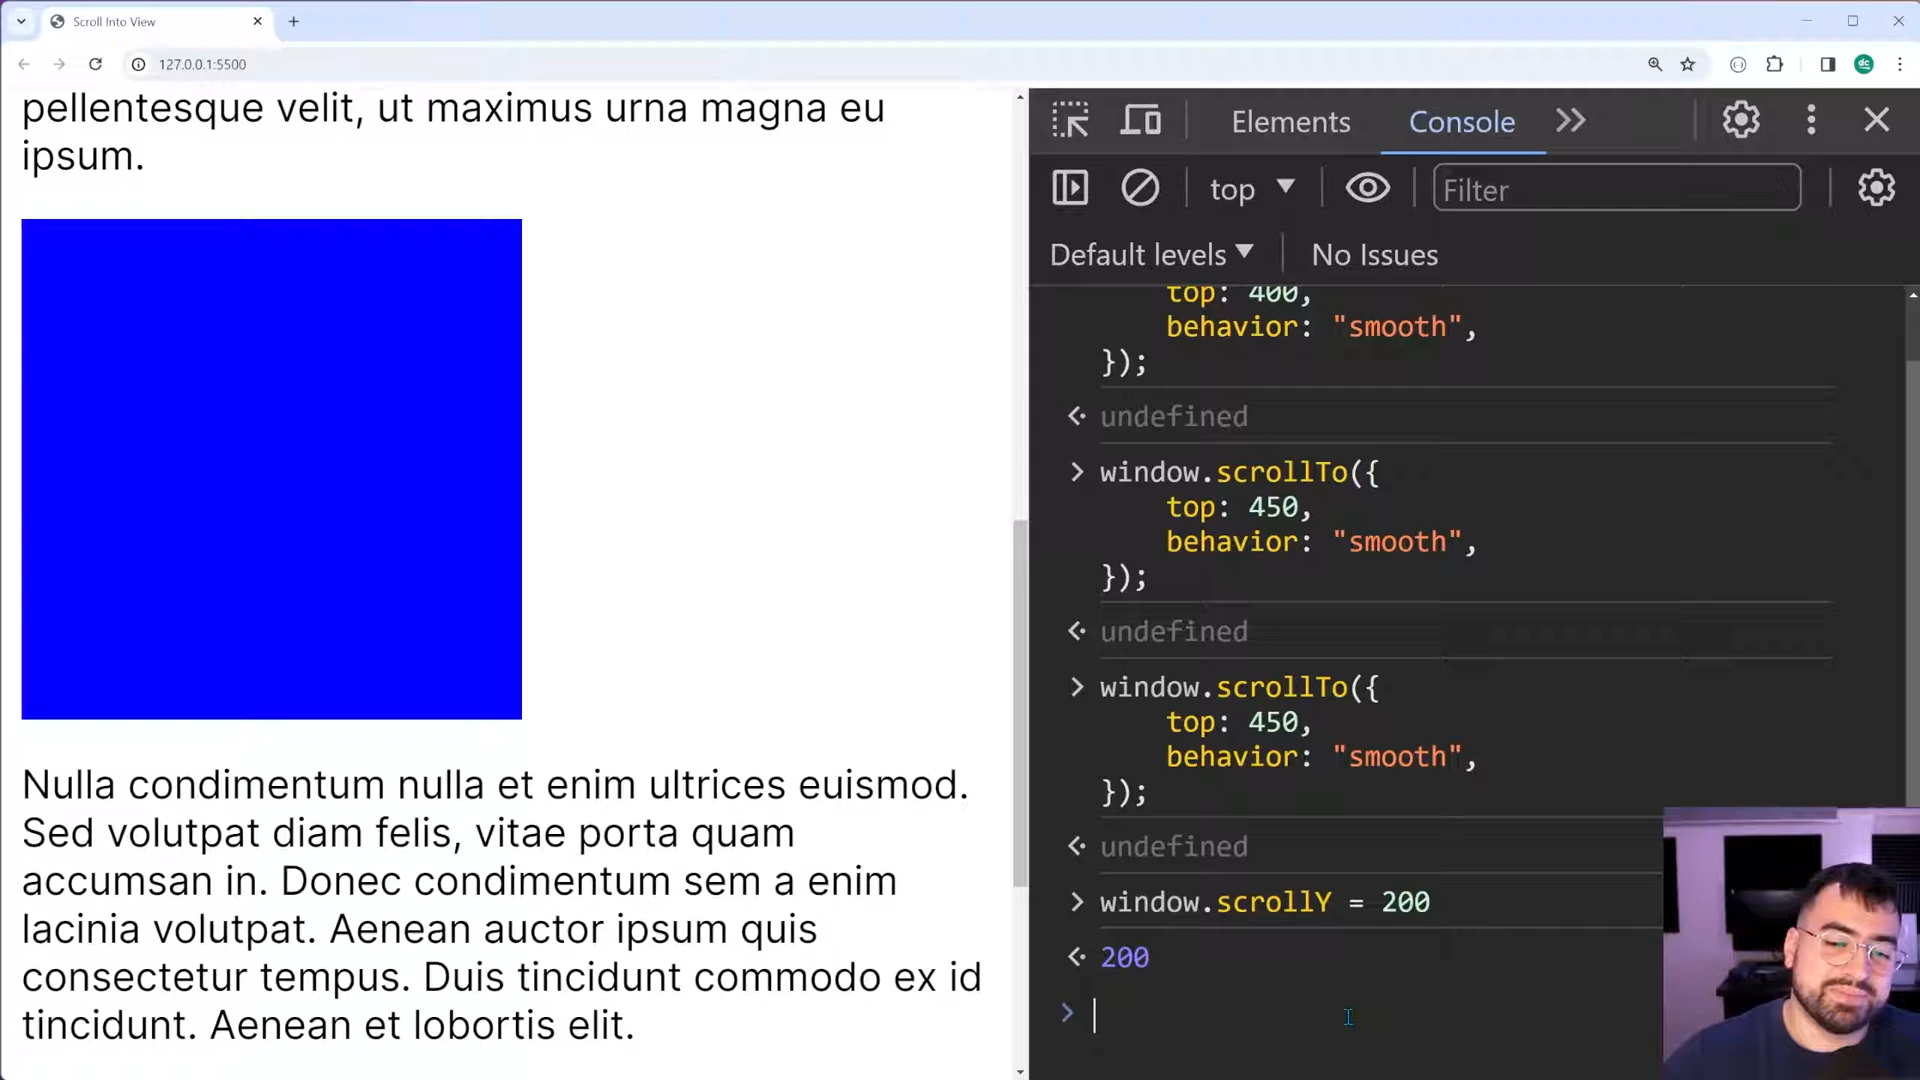 Scroll Into View
127.0.0.1:5500
dc
pellentesque velit, ut maximus urna magna eu
ipsum.
Nulla condimentum nulla et enim ultrices euismod.
Sed volutpat diam felis, vitae porta quam
accumsan in. Donec condimentum sem a enim
lacinia volutpat. Aenean auctor ipsum quis
consectetur tempus. Duis tincidunt commodo ex id
tincidunt. Aenean et lobortis elit.
Elements
Console
top
Filter
Default levels
No Issues
top: 400,
behavior: "smooth",
});
undefined
window.scrollTo({
top: 450,
behavior: "smooth",
});
undefined
window.scrollTo({
top: 450,
behavior: "smooth",
});
undefined
window.scrollY = 200
200